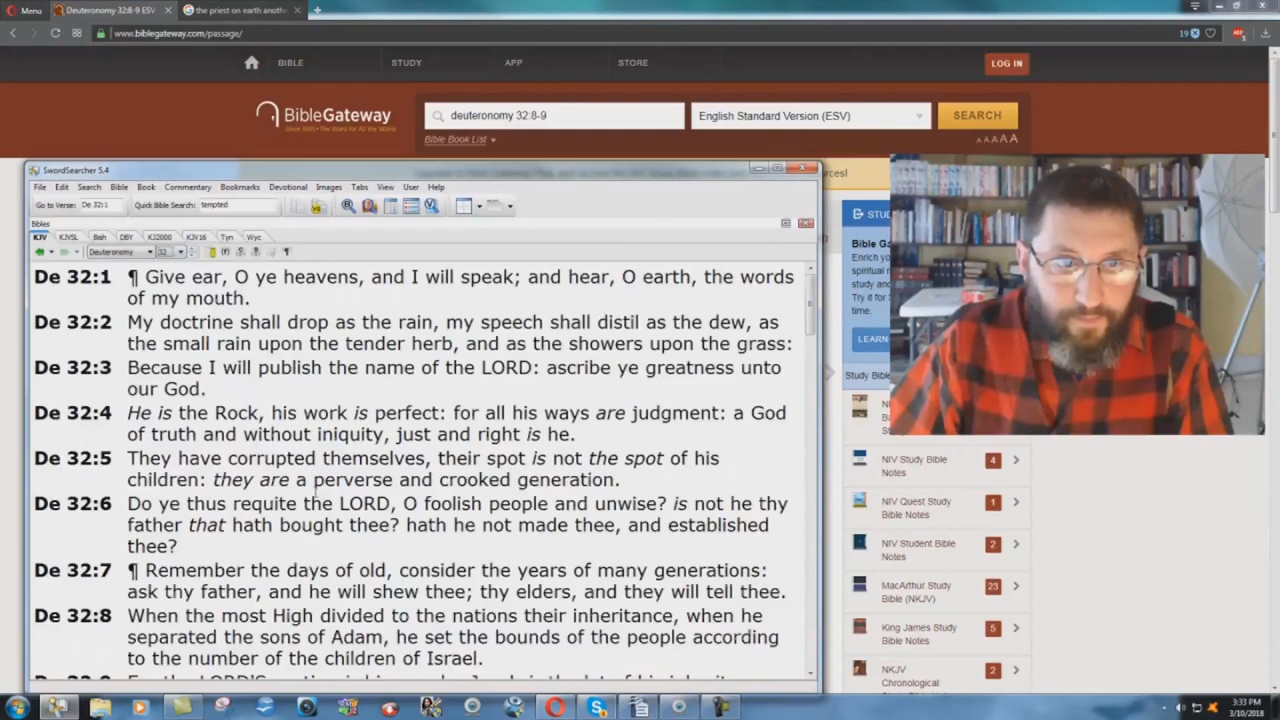 Menu
Deuteronomy 32:8-9 ESV
the priest on earth anoth
www.biblegateway.com/passage/
19
BIBLE
STUDY
APP
STORE
LOG IN
BibleGateway
deuteronomy 32:8-9
English Standard Version (ESV)
SEARCH
Bible Book List
A A A A A
SwordSearcher 5.4
File Edit Search Bible Book Commentary Bookmarks Devotional Images Tabs View User Help
Go to Verse: De 32:1
Quick Bible Search: tempted
Bibles
KJV KJVSL Bish DBY KJ2000 KJV16 Tyn Wyc
Deuteronomy 32
De 32:1 ¶ Give ear, O ye heavens, and I will speak; and hear, O earth, the words
of my mouth.
De 32:2 My doctrine shall drop as the rain, my speech shall distil as the dew, as
the small rain upon the tender herb, and as the showers upon the grass:
De 32:3 Because I will publish the name of the LORD: ascribe ye greatness unto
our God.
De 32:4 He is the Rock, his work is perfect: for all his ways are judgment: a God
of truth and without iniquity, just and right is he.
De 32:5 They have corrupted themselves, their spot is not the spot of his
children: they are a perverse and crooked generation.
De 32:6 Do ye thus requite the LORD, O foolish people and unwise? is not he thy
father that hath bought thee? hath he not made thee, and established
thee?
De 32:7 ¶ Remember the days of old, consider the years of many generations:
ask thy father, and he will shew thee; thy elders, and they will tell thee.
De 32:8 When the most High divided to the nations their inheritance, when he
separated the sons of Adam, he set the bounds of the people according
to the number of the children of Israel.
LEARN
Study Bible
NIV Study Bible
Notes
4
NIV Quest Study
Bible Notes
1
NIV Student Bible
Notes
2
MacArthur Study
Bible (NKJV)
23
King James Study
Bible Notes
5
NKJV
Chronological
2
3:33 PM
3/10/2018